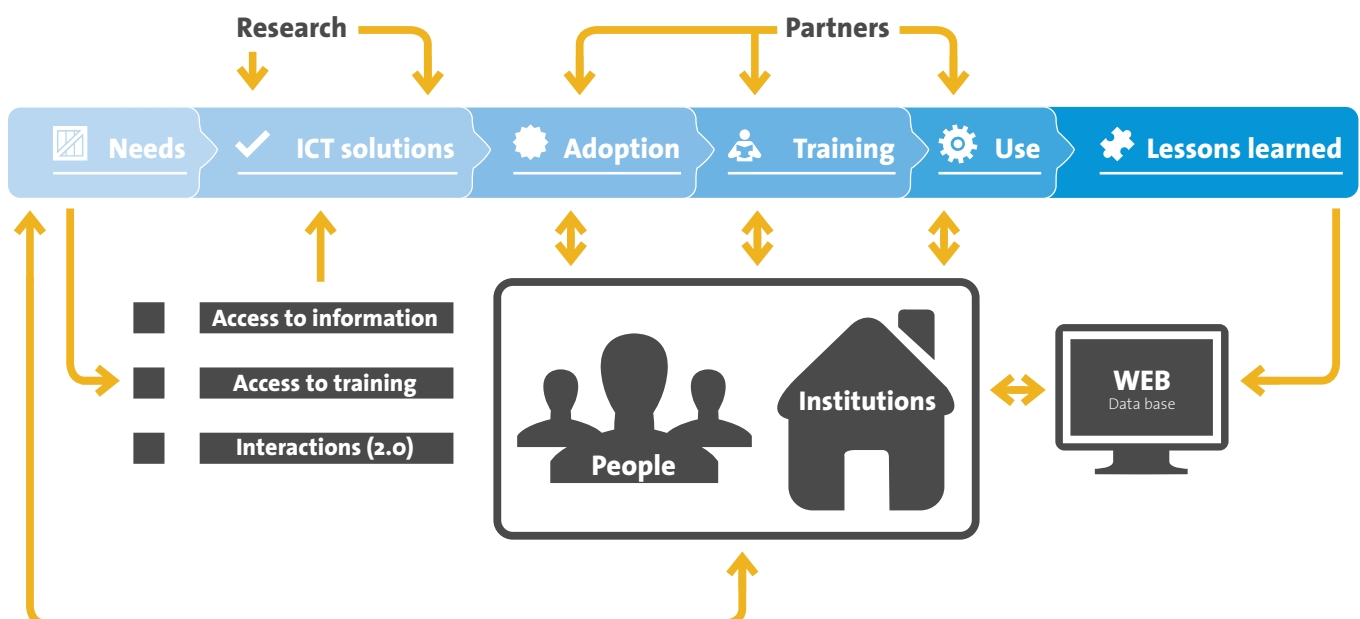 Research
Partners
Needs
ICT solutions
Adoption
Training
Use
Lessons learned
Access to information
Access to training
Interactions (2.0)
People
Institutions
WEB
Data base